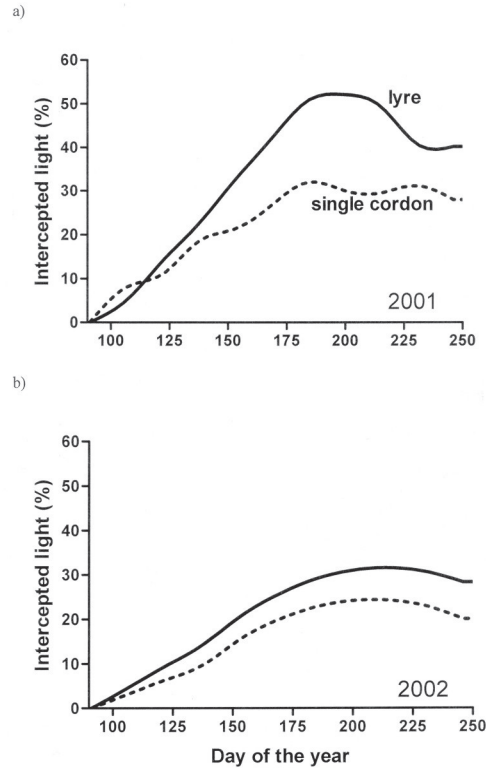 a)
60
50
40
30
20
10
0
Intercepted light (%)
lyre
single cordon
2001
100 125 150 175 200 225 250
b)
60
50
40
30
20
10
0
Intercepted light (%)
2002
100 125 150 175 200 225 250
Day of the year